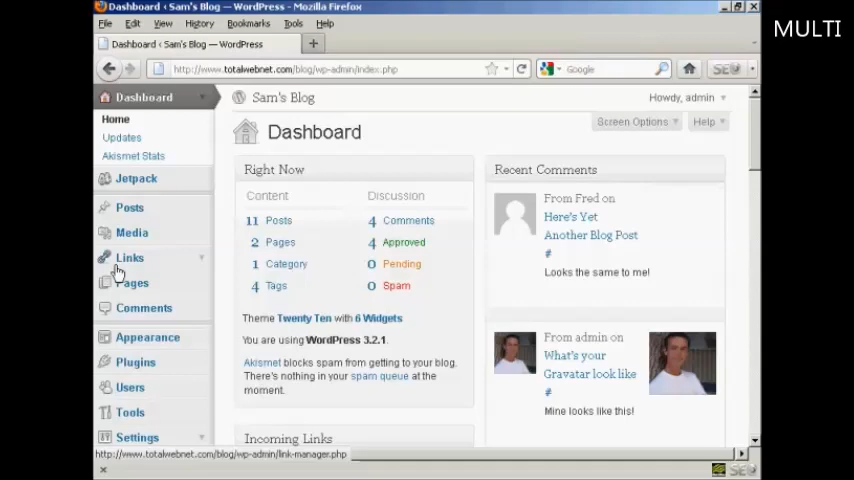 Dashboard ‹ Sam's Blog — WordPress - Mozilla Firefox
MULTI
File Edit View History Bookmarks Tools Help
Dashboard ‹ Sam's Blog — WordPress
http://www.totalwebnet.com/blog/wp-admin/index.php
Google
SEO
Dashboard
Sam's Blog
Howdy, admin
Home
Updates
Akismet Stats
Jetpack
Posts
Media
Links
Pages
Comments
Appearance
Plugins
Users
Tools
Settings
Screen Options
Help
Dashboard
Right Now
Content
Discussion
11 Posts
4 Comments
2 Pages
4 Approved
1 Category
0 Pending
4 Tags
0 Spam
Theme Twenty Ten with 6 Widgets
You are using WordPress 3.2.1.
Akismet blocks spam from getting to your blog.
There's nothing in your spam queue at the
moment.
Incoming Links
Recent Comments
From Fred on
Here's Yet
Another Blog Post
#
Looks the same to me!
From admin on
What's your
Gravatar look like
#
Mine looks like this!
http://www.totalwebnet.com/blog/wp-admin/link-manager.php
SEO